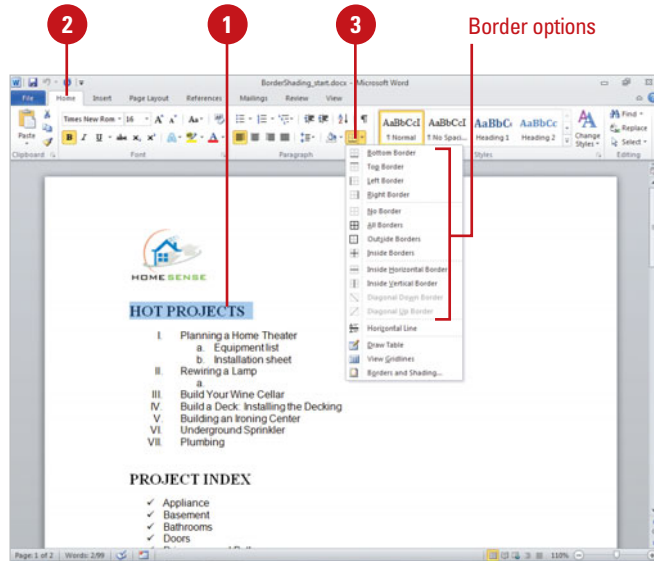 2
1
3
Border options
BorderShading_start.docx - Microsoft Word
File Home Insert Page Layout References Mailings Review View
Paste
Times New Rom 16
AaBbCcI AaBbCcI AaBbC AaBbCc
¶ Normal ¶ No Spaci... Heading 1 Heading 2
Change Styles
Find
Replace
Select
Clipboard Font Paragraph Styles Editing
Bottom Border
Top Border
Left Border
Right Border
No Border
All Borders
Outside Borders
Inside Borders
Inside Horizontal Border
Inside Vertical Border
Diagonal Down Border
Diagonal Up Border
Horizontal Line
Draw Table
View Gridlines
Borders and Shading...
HOMESENSE
HOT PROJECTS
I. Planning a Home Theater
a. Equipment list
b. Installation sheet
II. Rewiring a Lamp
a.
III. Build Your Wine Cellar
IV. Build a Deck: Installing the Decking
V. Building an Ironing Center
VI. Underground Sprinkler
VII. Plumbing
PROJECT INDEX
✓ Appliance
✓ Basement
✓ Bathrooms
✓ Doors
Page: 1 of 2 Words: 2/99 110%